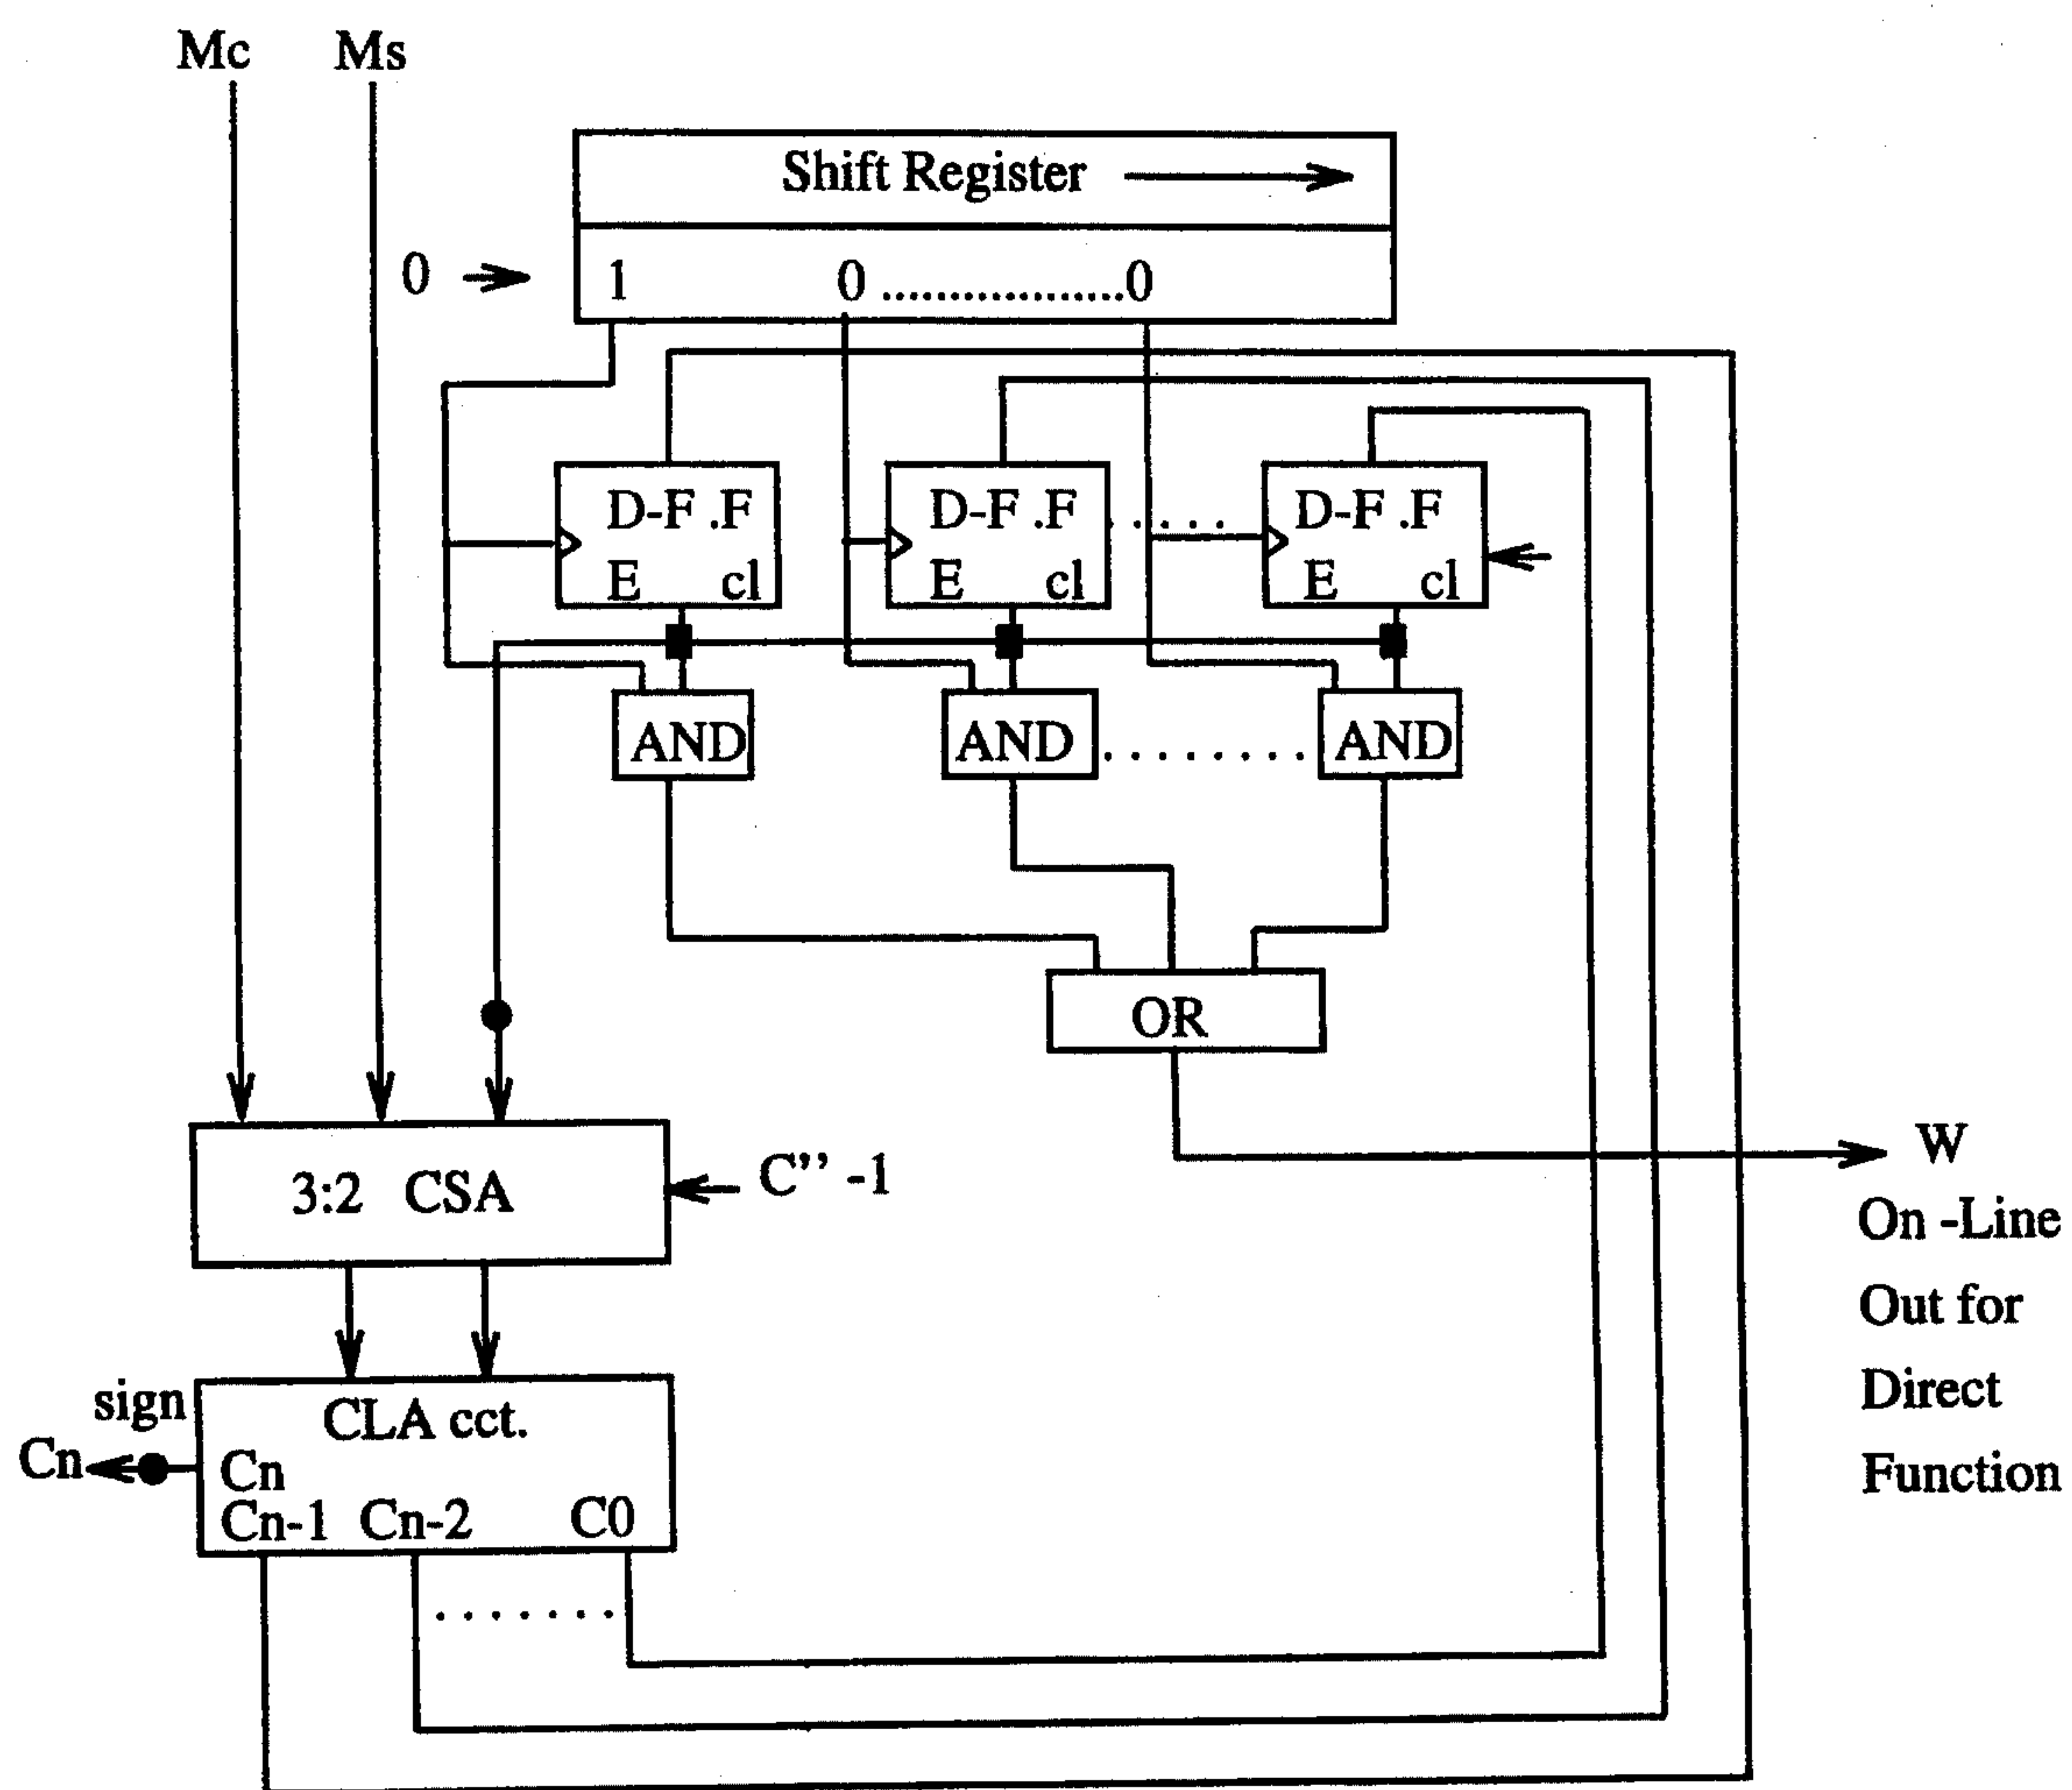 Mc Ms
Shift Register
0 1 0 ..................0
D-F .F D-F .F ..... D-F .F
E cl E cl E cl
AND AND ........ AND
OR
3:2 CSA
C’’ -1
W
On -Line
Out for
Direct
Function
sign
CLA cct.
Cn Cn
Cn-1 Cn-2 C0
.......